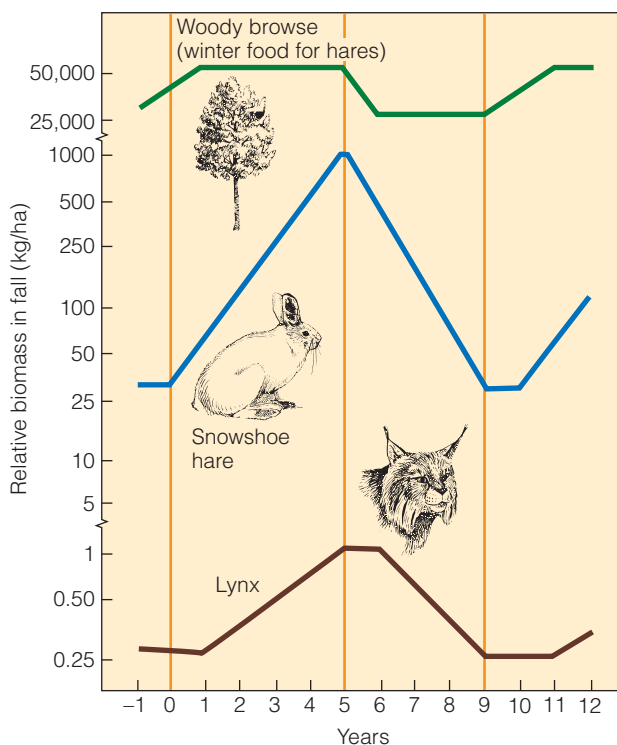 Woody browse
(winter food for hares)
50,000
25,000
1000
500
250
100
50
25
10
5
1
0.50
0.25
Relative biomass in fall (kg/ha)
Snowshoe
hare
Lynx
–1 0 1 2 3 4 5 6 7 8 9 10 11 12
Years